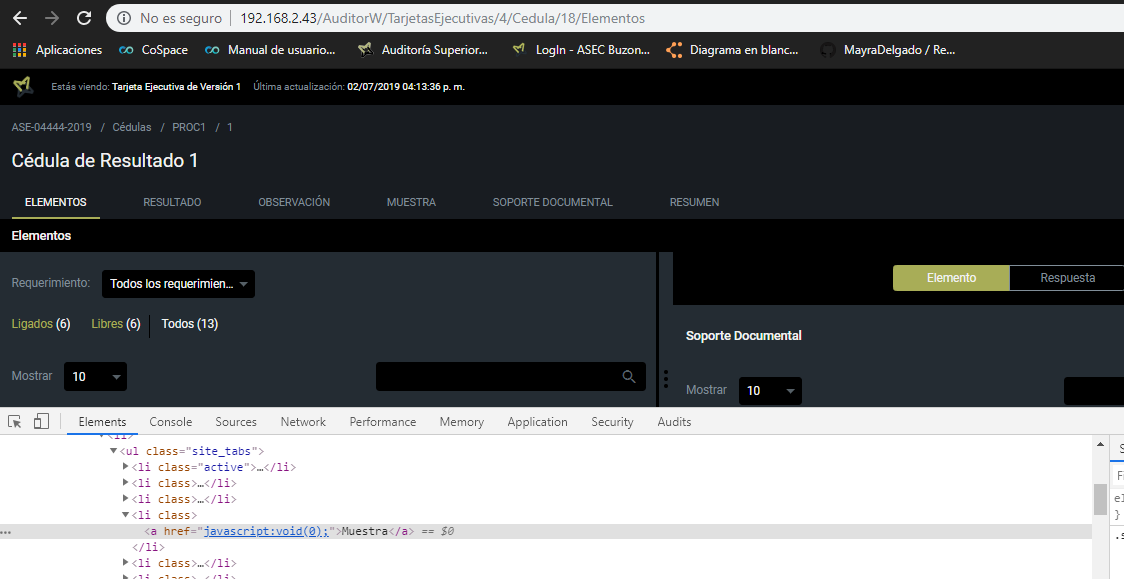 No es seguro | 192.168.2.43/AuditorW/TarjetasEjecutivas/4/Cedula/18/Elementos
Aplicaciones CoSpace Manual de usuario... Auditoría Superior... LogIn - ASEC Buzon... Diagrama en blanc... MayraDelgado / Re...
Estás viendo: Tarjeta Ejecutiva de Versión 1 Última actualización: 02/07/2019 04:13:36 p. m.
ASE-04444-2019 / Cédulas / PROC1 / 1
Cédula de Resultado 1
ELEMENTOS RESULTADO OBSERVACIÓN MUESTRA SOPORTE DOCUMENTAL RESUMEN
Elementos
Requerimiento: Todos los requerimien... Elemento Respuesta
Ligados (6) Libres (6) Todos (13)
Soporte Documental
Mostrar 10
Mostrar 10
Elements Console Sources Network Performance Memory Application Security Audits
<li>
<ul class="site_tabs">
<li class="active">…</li>
<li class>…</li>
<li class>…</li>
<li class>
<a href="javascript:void(0);">Muestra</a> == $0
</li>
<li class>…</li>
<li class>…</li>